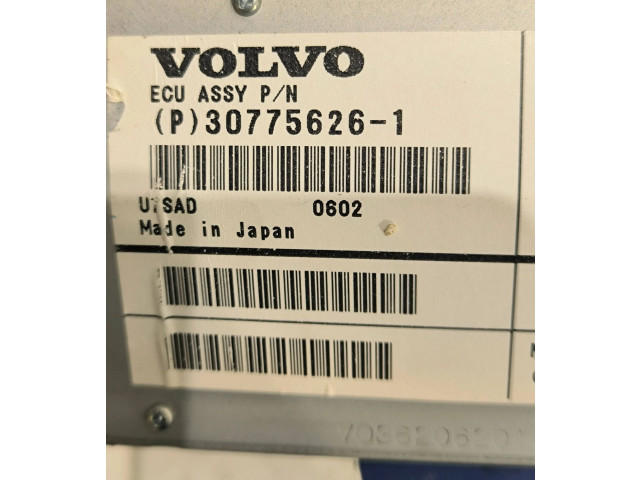 VOLVO
ECU ASSY P/N
(P)30775626-1
0602
Made in Japan